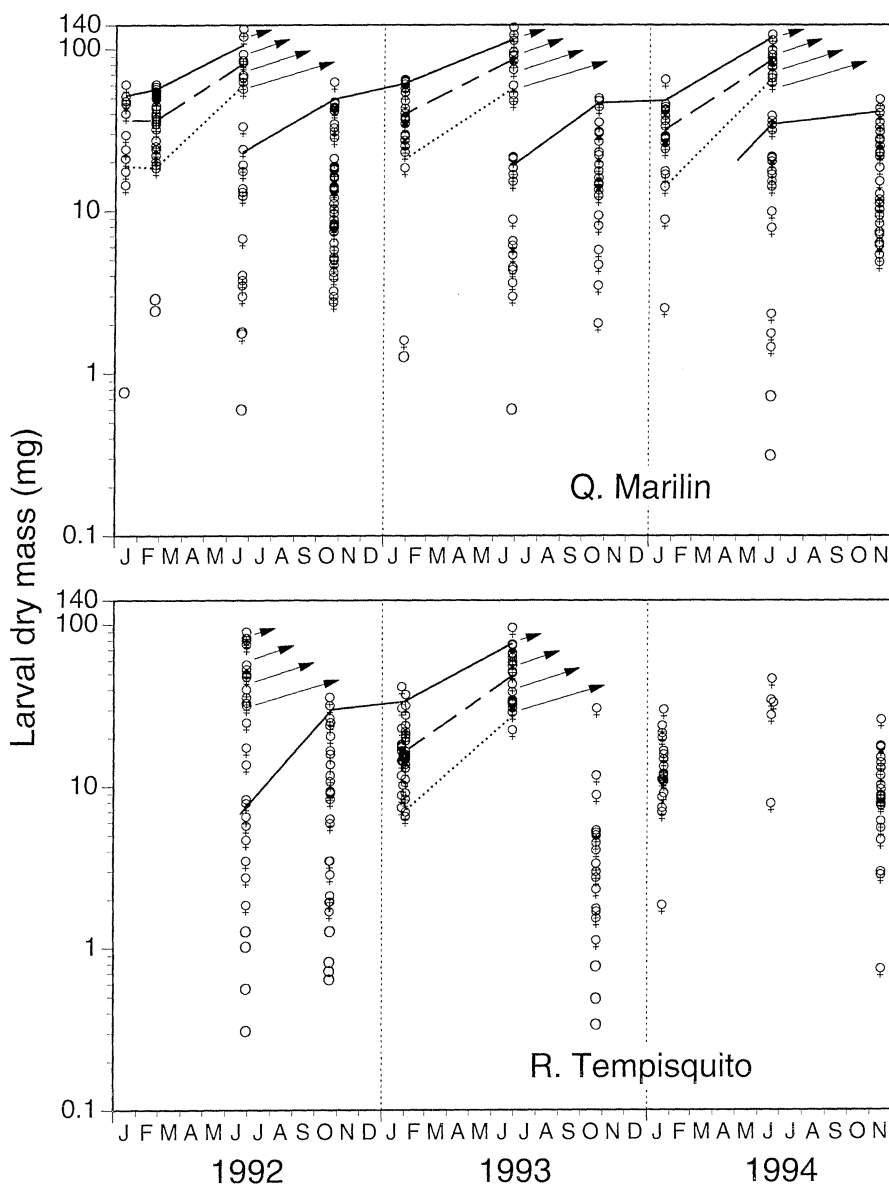 Larval dry mass (mg)
140
100
10
1
0.1
Q. Marilin
J F M A M J J A S O N D J F M A M J J A S O N D J F M A M J J A S O N
140
100
10
1
0.1
R. Tempisquito
J F M A M J J A S O N D J F M A M J J A S O N D J F M A M J J A S O N
1992 1993 1994